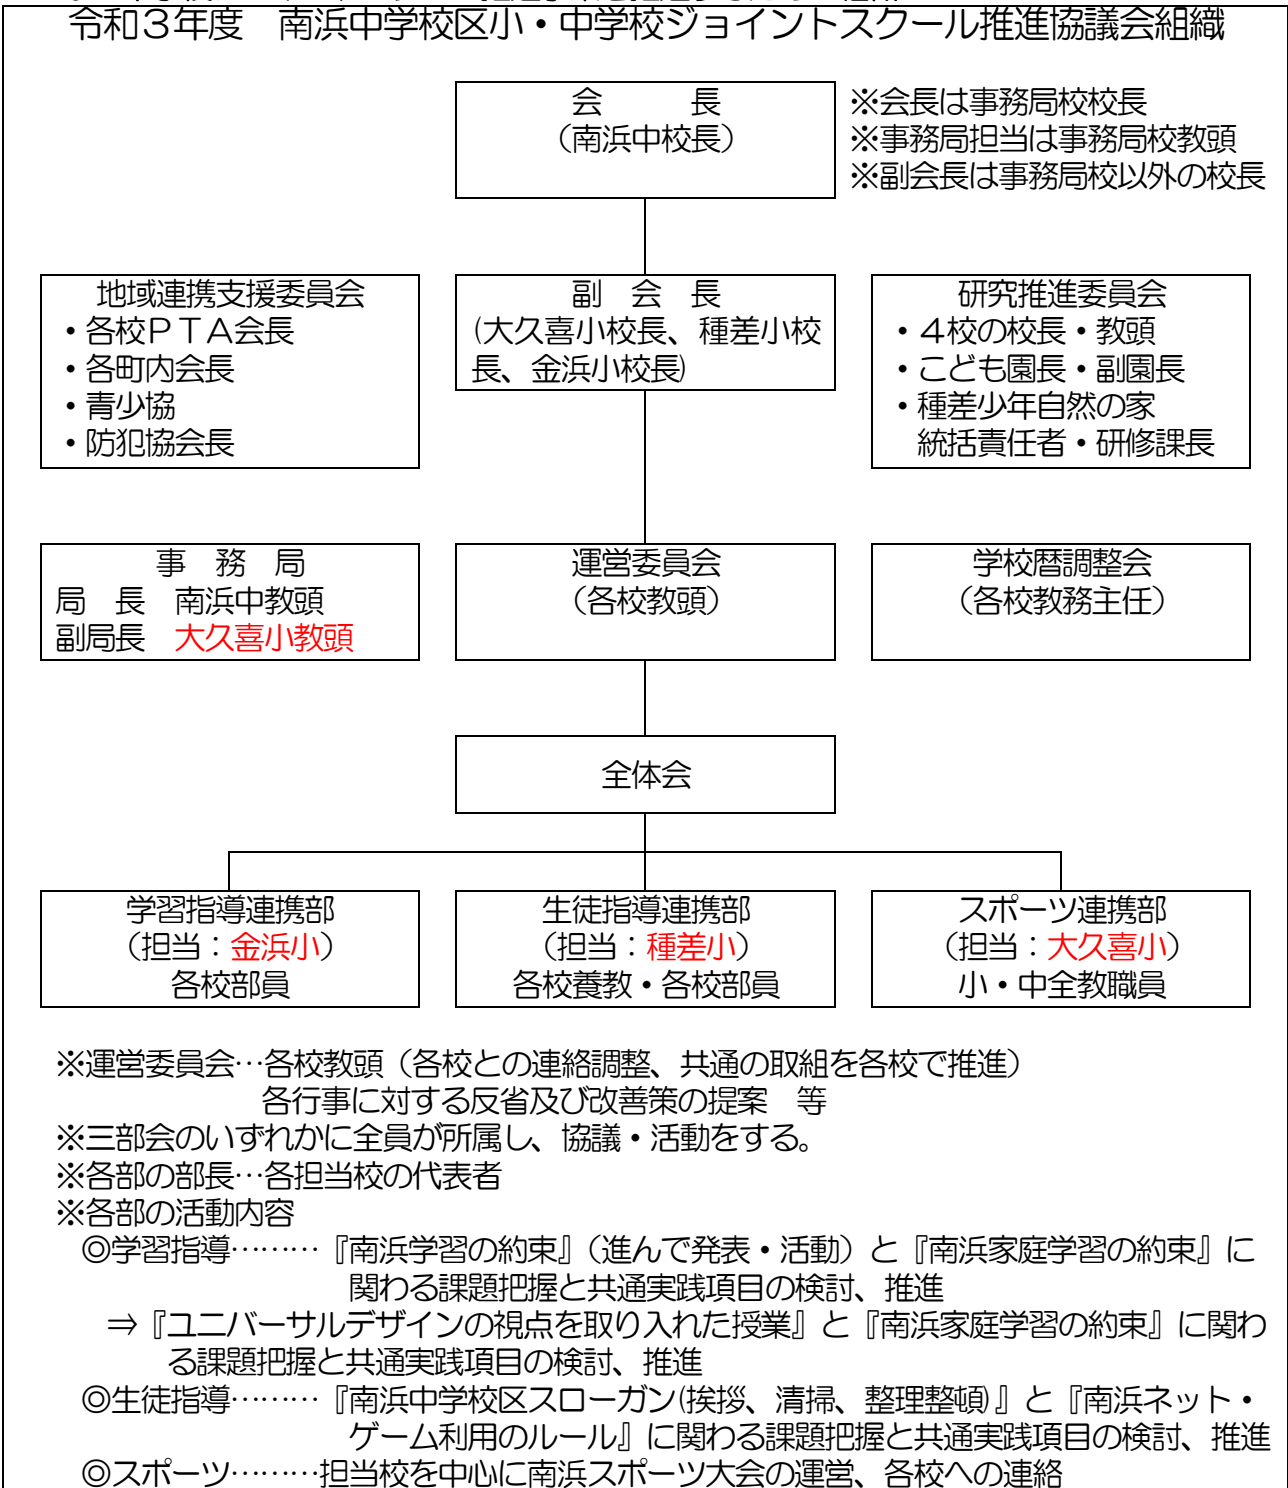 令和３年度　南浜中学校区小・中学校ジョイントスクール推進協議会組織
会　　　長
（南浜中校長）
※会長は事務局校校長
※事務局担当は事務局校教頭
※副会長は事務局校以外の校長
地域連携支援委員会
・各校ＰＴＡ会長
・各町内会長
・青少協
・防犯協会長
副　会　長
(大久喜小校長、種差小校
長、金浜小校長)
研究推進委員会
・４校の校長・教頭
・こども園長・副園長
・種差少年自然の家
統括責任者・研修課長
事　務　局
局　長　南浜中教頭
副局長　大久喜小教頭
運営委員会
（各校教頭）
学校暦調整会
（各校教務主任）
全体会
学習指導連携部
（担当：金浜小）
各校部員
生徒指導連携部
（担当：種差小）
各校養教・各校部員
スポーツ連携部
（担当：大久喜小）
小・中全教職員
※運営委員会…各校教頭（各校との連絡調整、共通の取組を各校で推進）
各行事に対する反省及び改善策の提案　等
※三部会のいずれかに全員が所属し、協議・活動をする。
※各部の部長…各担当校の代表者
※各部の活動内容
◎学習指導………『南浜学習の約束』（進んで発表・活動）と『南浜家庭学習の約束』に
関わる課題把握と共通実践項目の検討、推進
⇒『ユニバーサルデザインの視点を取り入れた授業』と『南浜家庭学習の約束』に関わ
る課題把握と共通実践項目の検討、推進
◎生徒指導………『南浜中学校区スローガン(挨拶、清掃、整理整頓)』と『南浜ネット・
ゲーム利用のルール』に関わる課題把握と共通実践項目の検討、推進
◎スポーツ………担当校を中心に南浜スポーツ大会の運営、各校への連絡